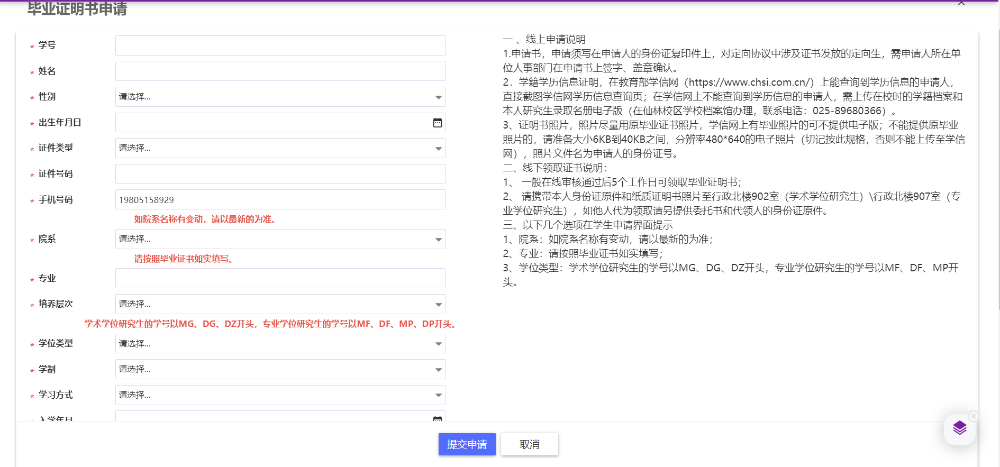 毕业证明书申请
* 学号
* 姓名
* 性别 请选择...
* 出生年月日
* 证件类型 请选择...
* 证件号码
* 手机号码 19805158929
如院系名称有变动，请以最新的为准。
* 院系 请选择...
请按照毕业证书如实填写。
* 专业
* 培养层次 请选择...
学术学位研究生的学号以MG、DG、DZ开头，专业学位研究生的学号以MF、DF、MP、DP开头。
* 学位类型 请选择...
* 学制 请选择...
* 学习方式 请选择...
* 入学年月
一 、线上申请说明
1.申请书，申请须写在申请人的身份证复印件上，对定向协议中涉及证书发放的定向生，需申请人所在单
位人事部门在申请书上签字、盖章确认。
2．学籍学历信息证明，在教育部学信网（https://www.chsi.com.cn/）上能查询到学历信息的申请人，
直接截图学信网学历信息查询页；在学信网上不能查询到学历信息的申请人，需上传在校时的学籍档案和
本人研究生录取名册电子版（在仙林校区学校档案馆办理，联系电话：025-89680366）。
3、证明书照片，照片尽量用原毕业证书照片，学信网上有毕业照片的可不提供电子版；不能提供原毕业
照片的，请准备大小6KB到40KB之间，分辨率480*640的电子照片（切记按此规格，否则不能上传至学信
网），照片文件名为申请人的身份证号。
二、线下领取证书说明：
1、 一般在线审核通过后5个工作日可领取毕业证明书；
2、 请携带本人身份证原件和纸质证明书照片至行政北楼902室（学术学位研究生）\行政北楼907室（专
业学位研究生），如他人代为领取请另提供委托书和代领人的身份证原件。
三、以下几个选项在学生申请界面提示
1、院系：如院系名称有变动，请以最新的为准；
2、专业：请按照毕业证书如实填写；
3、学位类型：学术学位研究生的学号以MG、DG、DZ开头，专业学位研究生的学号以MF、DF、MP开
头。
提交申请 取消